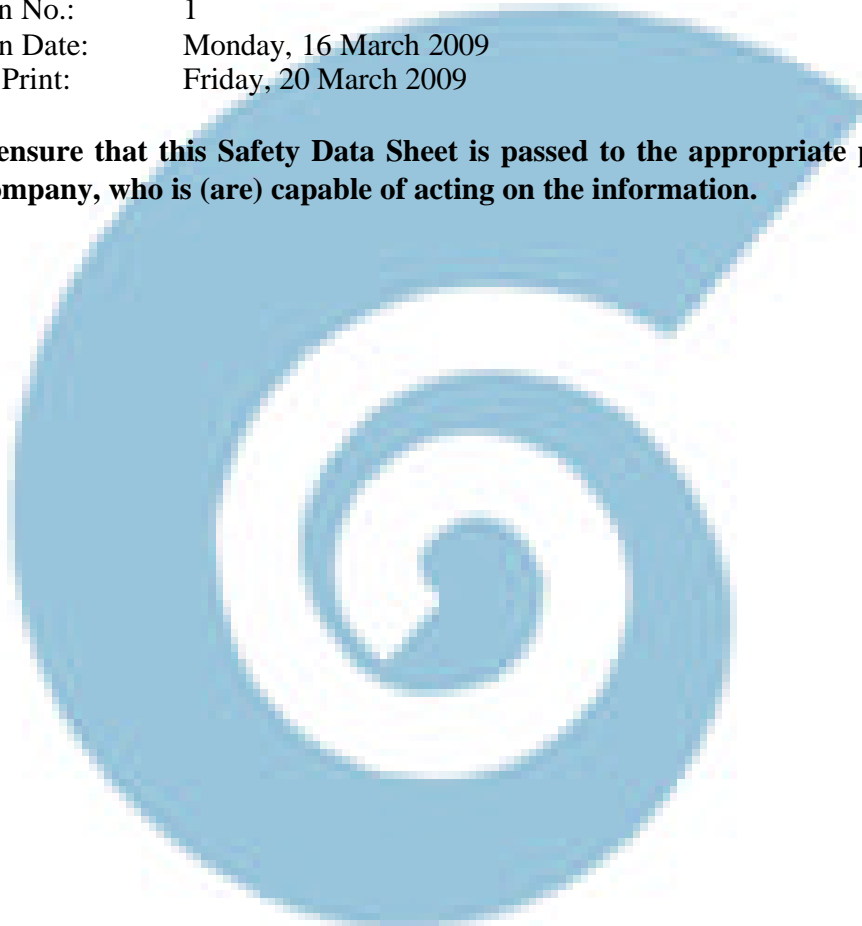 n No.: 1
n Date: Monday, 16 March 2009
Print: Friday, 20 March 2009
ensure that this Safety Data Sheet is passed to the appropriate p
ompany, who is (are) capable of acting on the information.